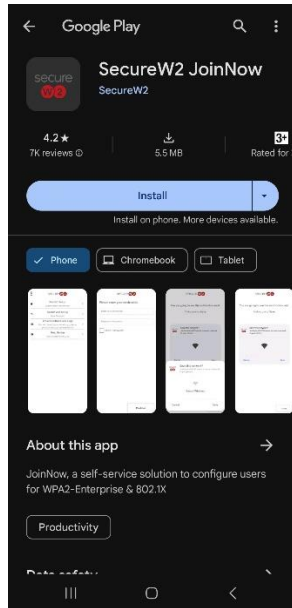 Google Play
secure
W2
SecureW2 JoinNow
SecureW2
4.2★
7K reviews
5.5 MB
3+
Rated for
Install
Install on phone. More devices available.
Phone
Chromebook
Tablet
About this app
JoinNow, a self-service solution to configure users
for WPA2-Enterprise & 802.1X
Productivity
Data safety